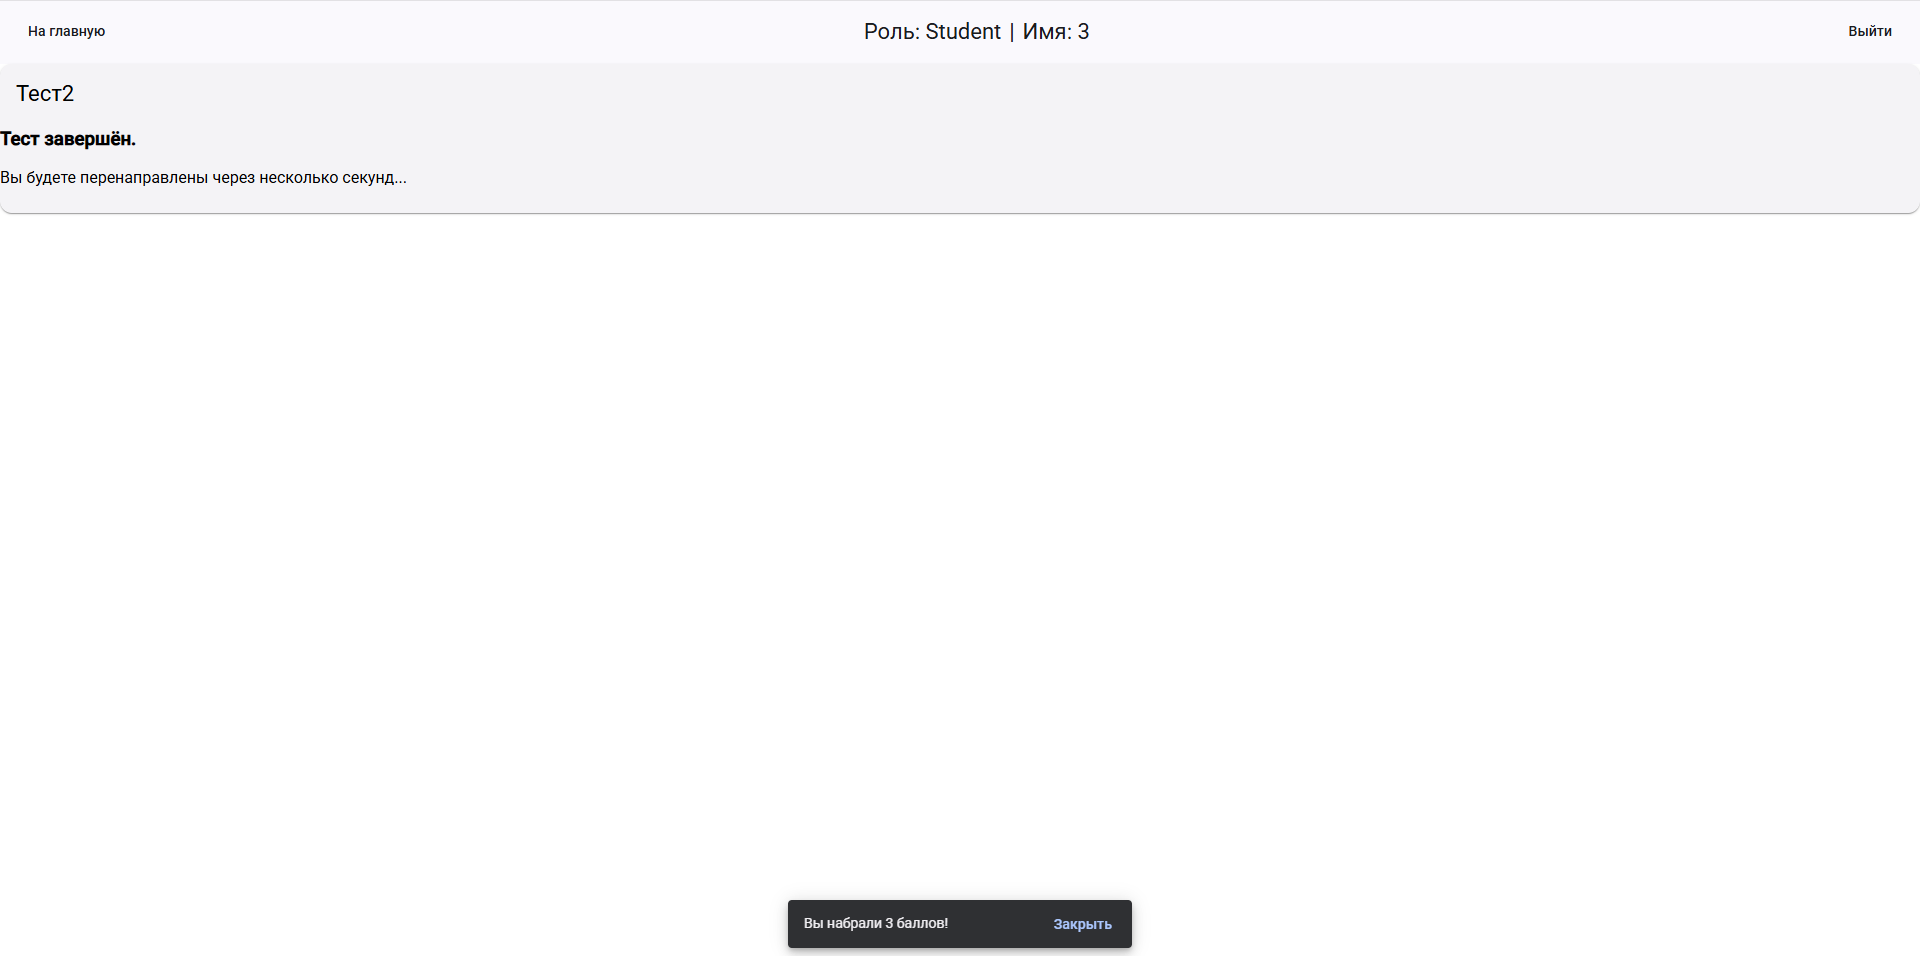 На главную
Роль: Student | Имя: 3
Выйти
Тест2
Тест завершён.
Вы будете перенаправлены через несколько секунд...
Вы набрали 3 баллов!
Закрыть